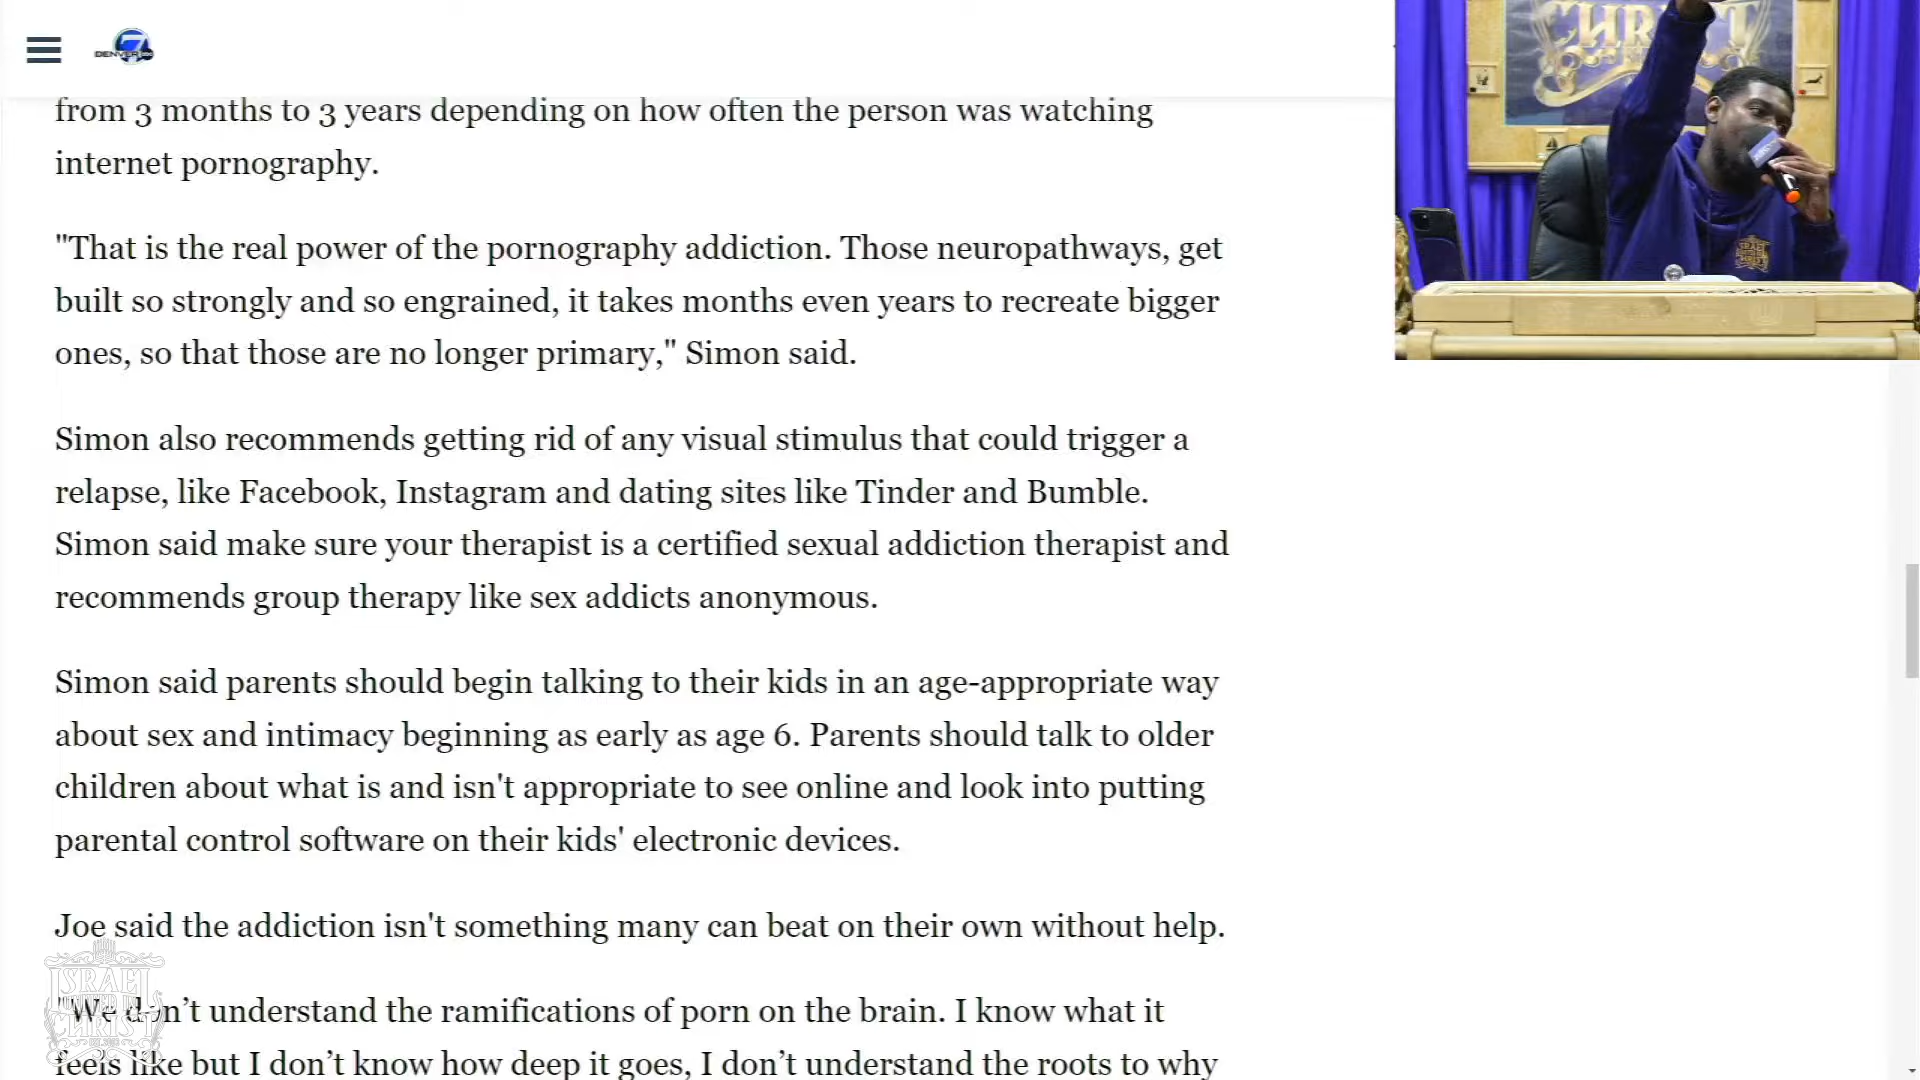 DENVER 7
from 3 months to 3 years depending on how often the person was watching
internet pornography.
"That is the real power of the pornography addiction. Those neuropathways, get
built so strongly and so engrained, it takes months even years to recreate bigger
ones, so that those are no longer primary," Simon said.
Simon also recommends getting rid of any visual stimulus that could trigger a
relapse, like Facebook, Instagram and dating sites like Tinder and Bumble.
Simon said make sure your therapist is a certified sexual addiction therapist and
recommends group therapy like sex addicts anonymous.
Simon said parents should begin talking to their kids in an age-appropriate way
about sex and intimacy beginning as early as age 6. Parents should talk to older
children about what is and isn't appropriate to see online and look into putting
parental control software on their kids' electronic devices.
Joe said the addiction isn't something many can beat on their own without help.
"We don’t understand the ramifications of porn on the brain. I know what it
feels like but I don’t know how deep it goes, I don’t understand the roots to why
CHRIST
ISRAEL
UNITED IN
CHRIST